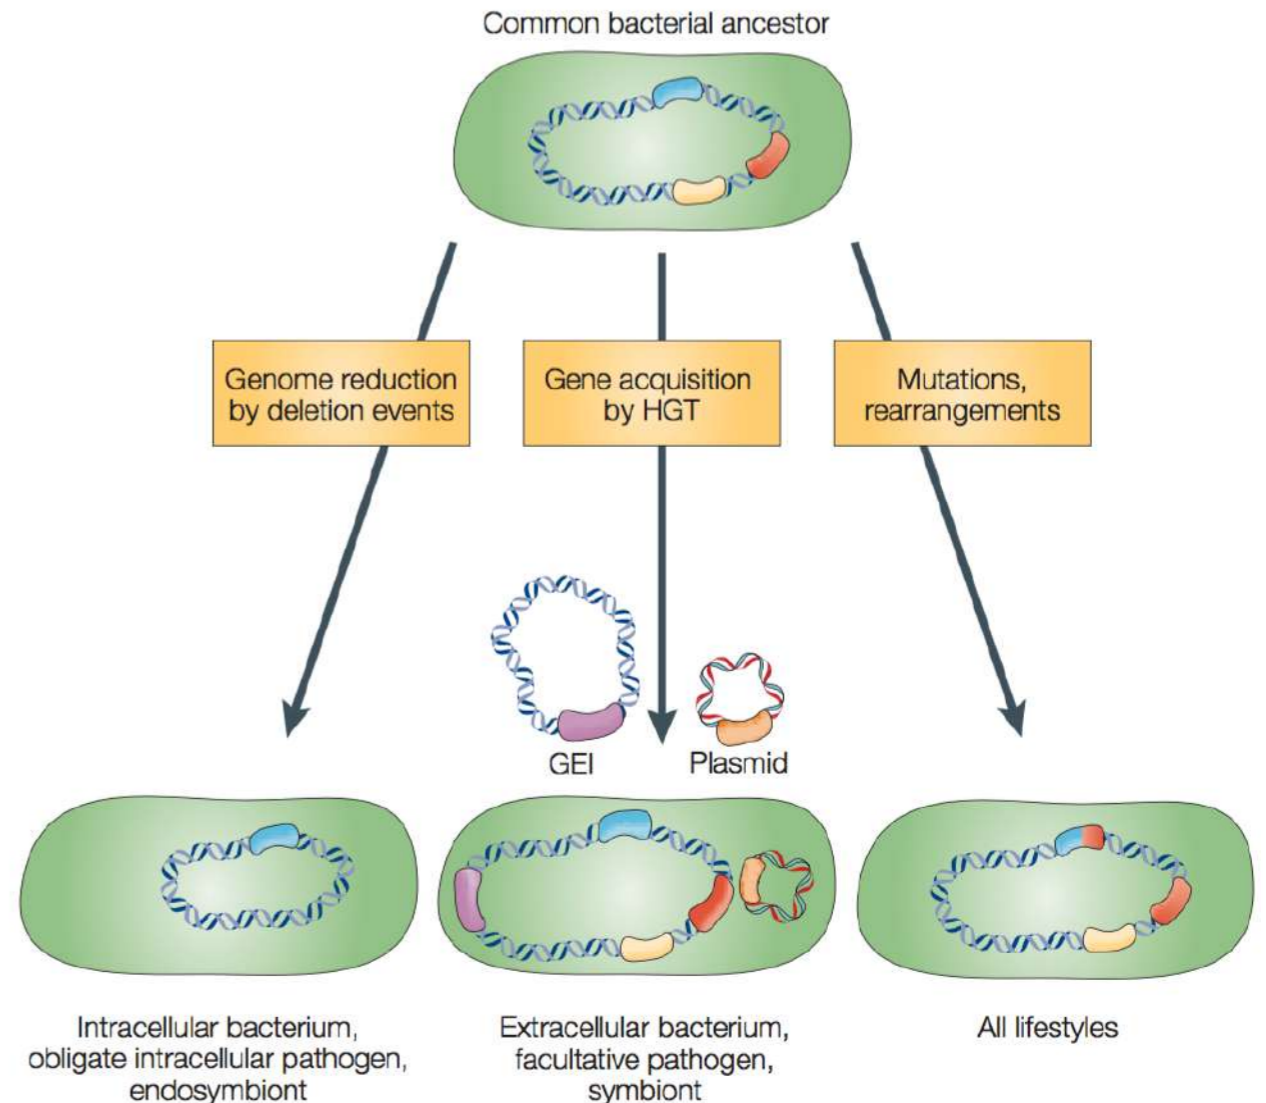 Common bacterial ancestor
Genome reduction
by deletion events
Gene acquisition
by HGT
Mutations,
rearrangements
GEI
Plasmid
Intracellular bacterium,
obligate intracellular pathogen,
endosymbiont
Extracellular bacterium,
facultative pathogen,
symbiont
All lifestyles